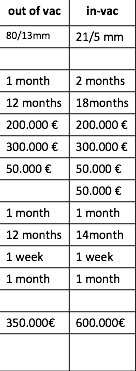 out of vac in-vac
80/13mm 21/5 mm
1 month 2 months
12 months 18months
200.000 € 200.000 €
300.000 € 300.000 €
50.000 € 50.000 €
50.000 €
1 month 1 month
12 months 14month
1 week 1 week
1 month 1 month
350.000€ 600.000€